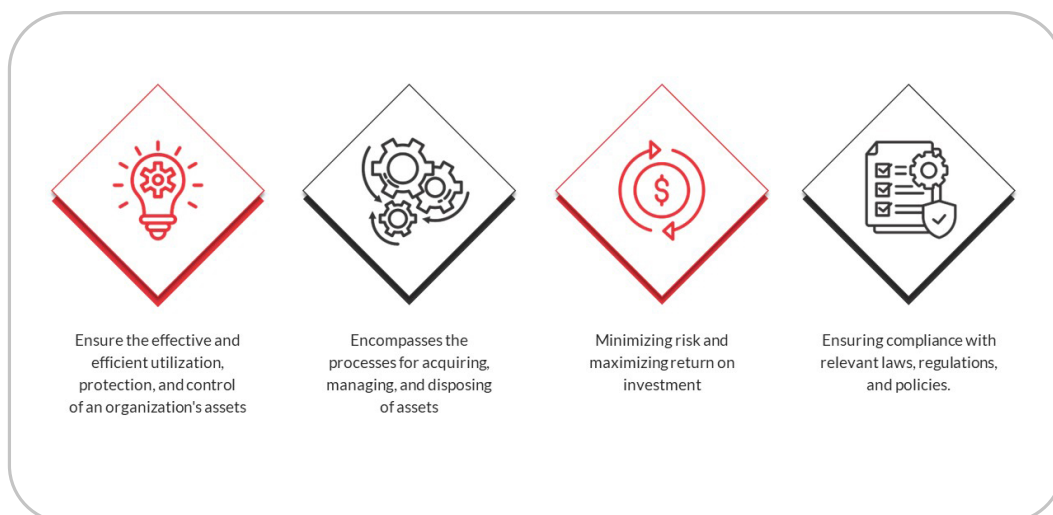 Ensure the effective and
efficient utilization,
protection, and control
of an organization's assets
Encompasses the
processes for acquiring,
managing, and disposing
of assets
Minimizing risk and
maximizing return on
investment
Ensuring compliance with
relevant laws, regulations,
and policies.